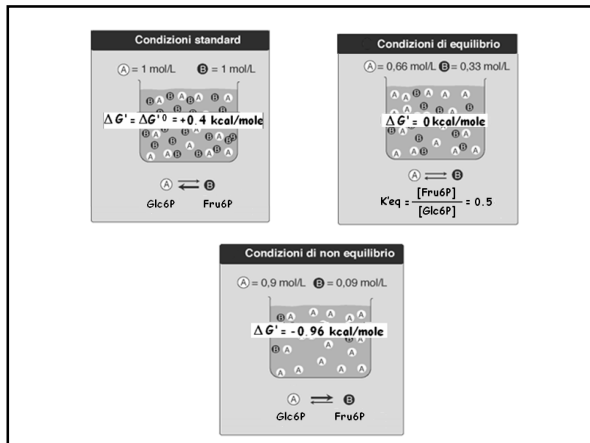 Condizioni standard
A = 1 mol/L B = 1 mol/L
ΔG' = ΔG'⁰ = +0.4 kcal/mole
A ⇌ B
Glc6P Fru6P
Condizioni di equilibrio
A = 0,66 mol/L B = 0,33 mol/L
ΔG' = 0 kcal/mole
A ⇌ B
K'eq = [Fru6P] / [Glc6P] = 0.5
Condizioni di non equilibrio
A = 0,9 mol/L B = 0,09 mol/L
ΔG' = -0.96 kcal/mole
A ⇌ B
Glc6P Fru6P